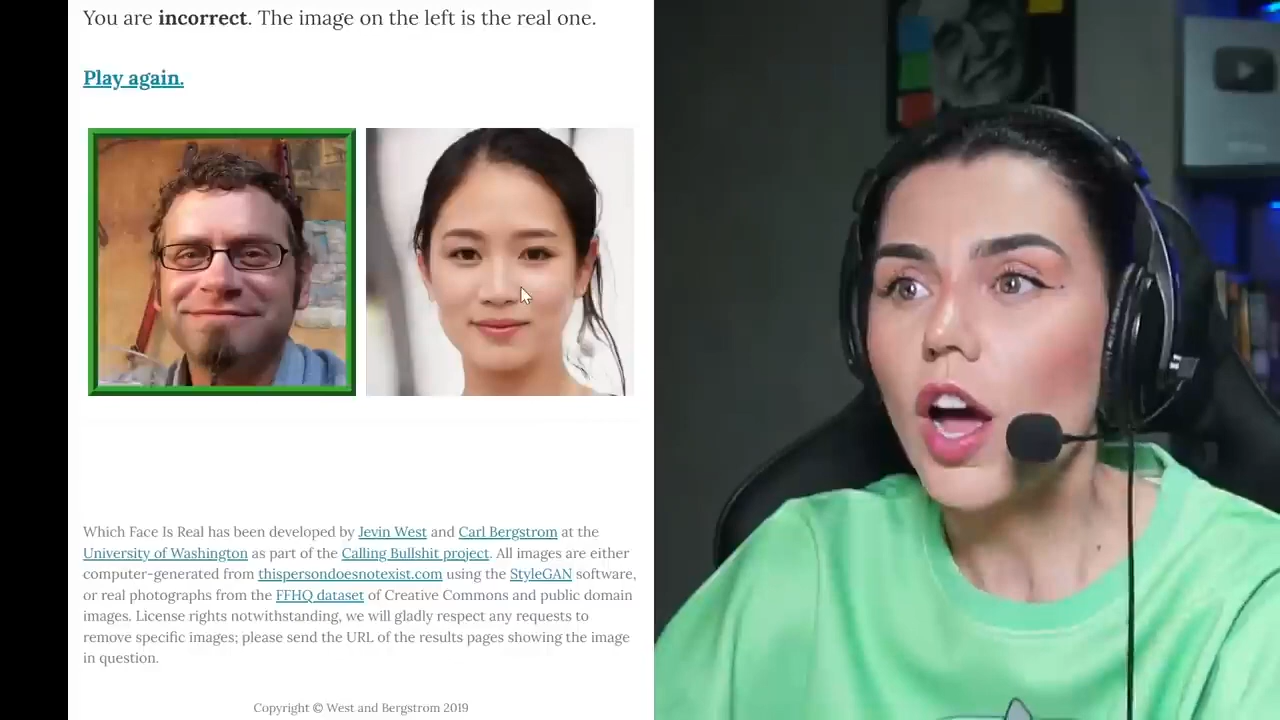 You are incorrect. The image on the left is the real one.
Play again.
Which Face Is Real has been developed by Jevin West and Carl Bergstrom at the
University of Washington as part of the Calling Bullshit project. All images are either
computer-generated from thispersondoesnotexist.com using the StyleGAN software,
or real photographs from the FFHQ dataset of Creative Commons and public domain
images. License rights notwithstanding, we will gladly respect any requests to
remove specific images; please send the URL of the results pages showing the image
in question.
Copyright © West and Bergstrom 2019